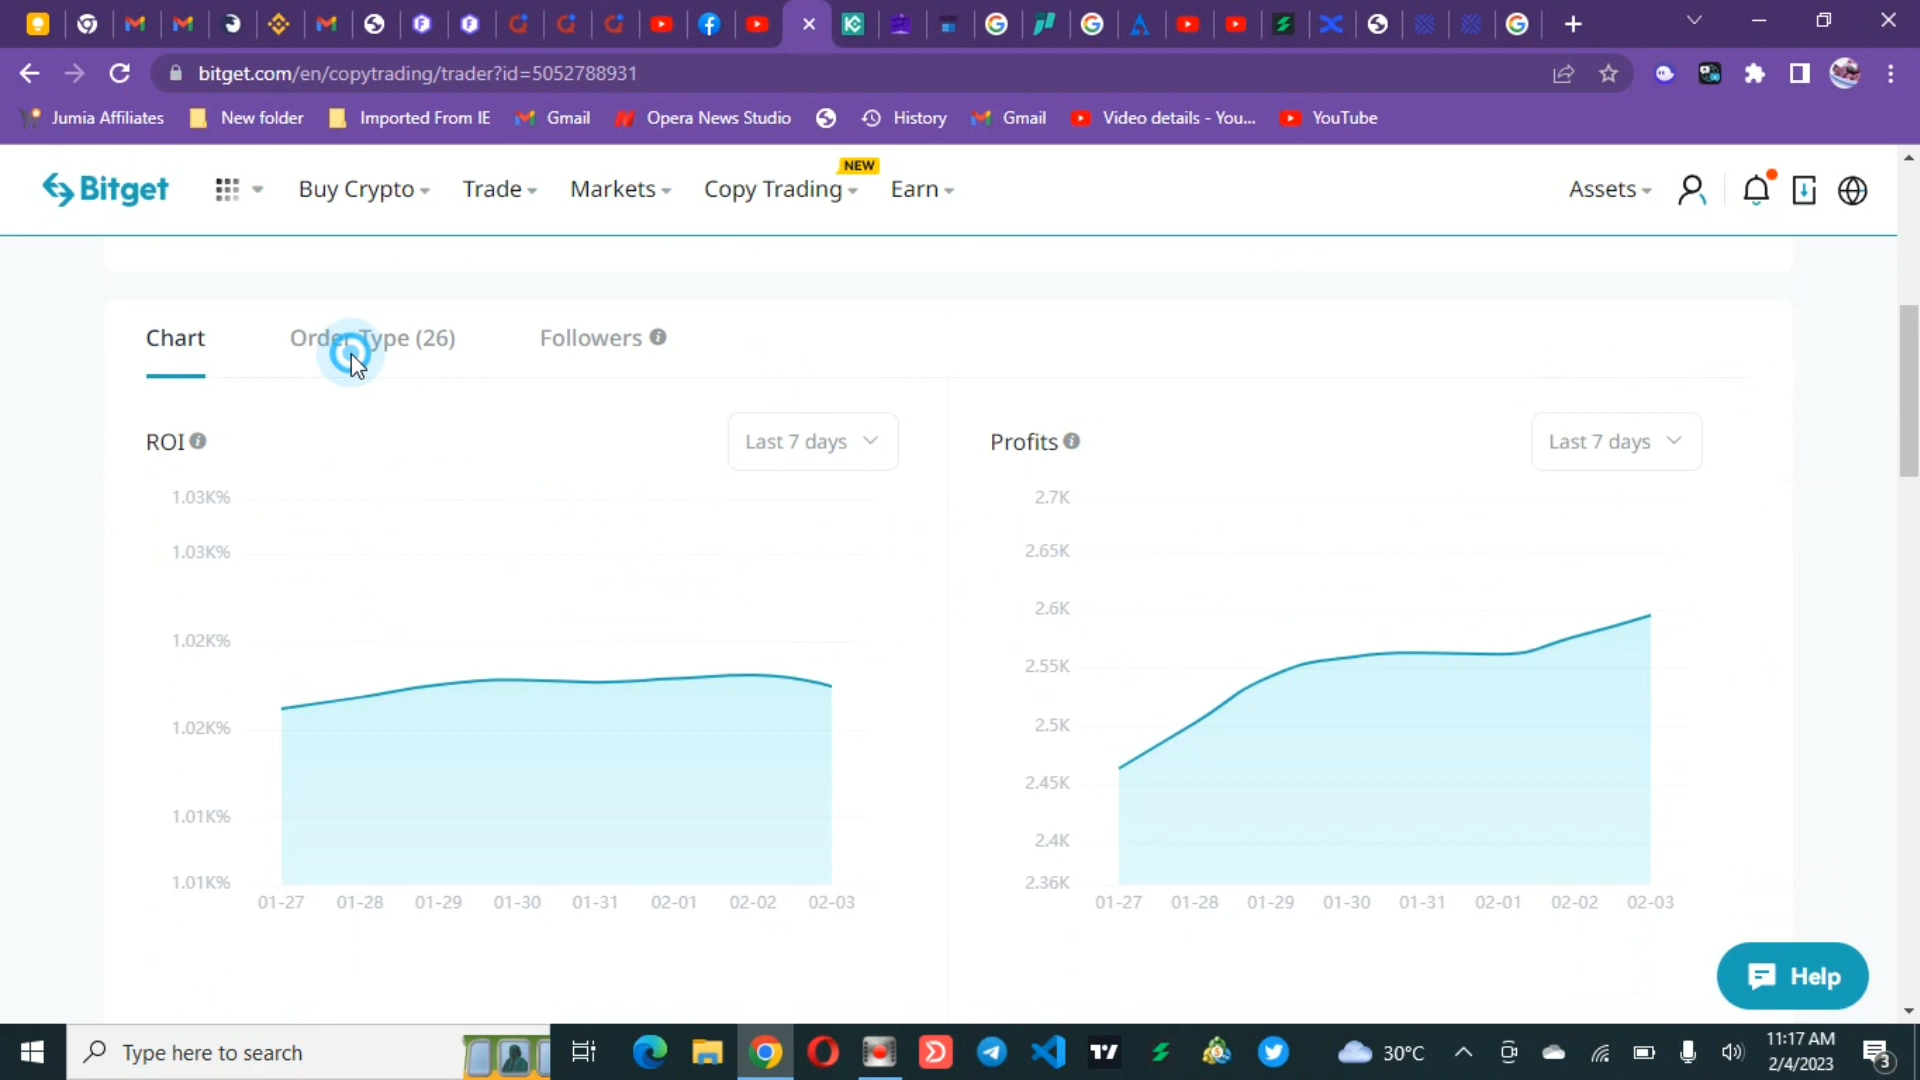 bitget.com/en/copytrading/trader?id=5052788931
Jumia Affiliates New folder Imported From IE Gmail Opera News Studio History Gmail Video details - You... YouTube
NEW
Bitget Buy Crypto Trade Markets Copy Trading Earn Assets
Chart Order Type (26) Followers
ROI Last 7 days
1.03K%
1.03K%
1.02K%
1.02K%
1.01K%
1.01K%
01-27 01-28 01-29 01-30 01-31 02-01 02-02 02-03
Profits Last 7 days
2.7K
2.65K
2.6K
2.55K
2.5K
2.45K
2.4K
2.36K
01-27 01-28 01-29 01-30 01-31 02-01 02-02 02-03
Help
Type here to search
30°C
11:17 AM
2/4/2023
3